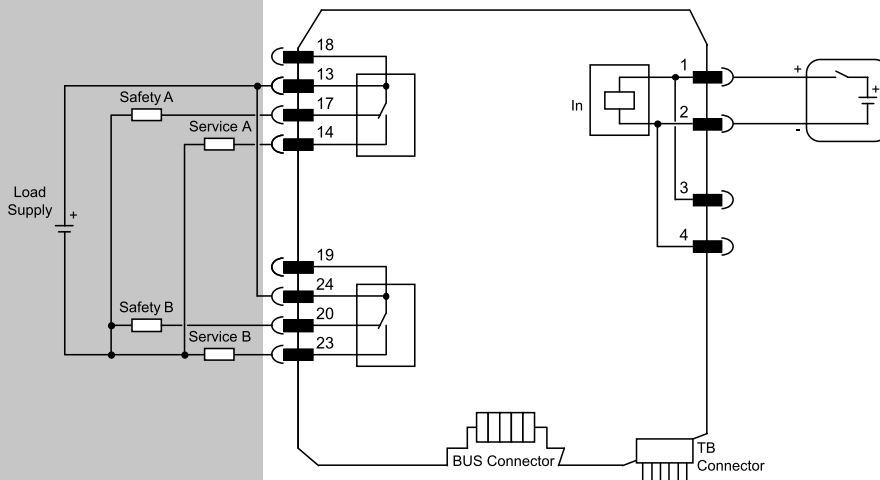 18
13
17
14
Safety A
Service A
Load
Supply
+
19
24
20
23
Safety B
Service B
In
1
2
3
4
+
-
+
BUS Connector
TB
Connector